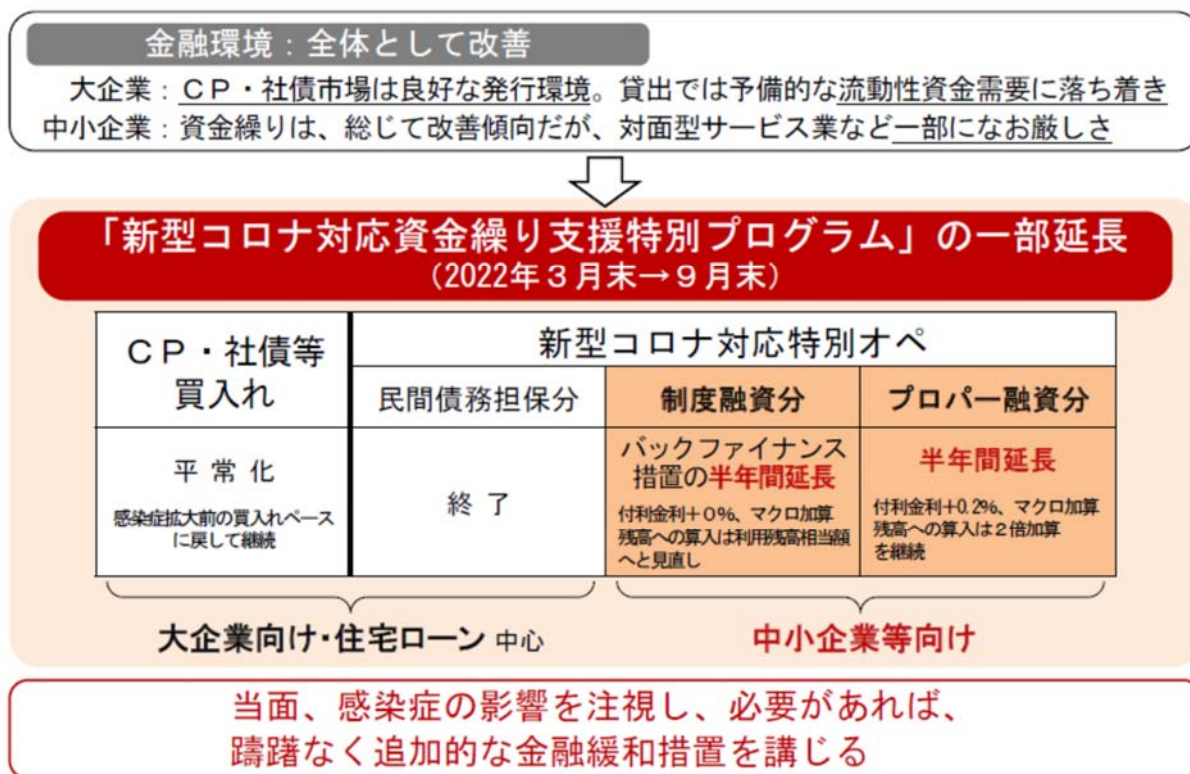 金融環境：全体として改善
大企業：ＣＰ・社債市場は良好な発行環境。貸出では予備的な流動性資金需要に落ち着き
中小企業：資金繰りは、総じて改善傾向だが、対面型サービス業など一部になお厳しさ
「新型コロナ対応資金繰り支援特別プログラム」の一部延長
（2022年３月末→９月末）
ＣＰ・社債等
買入れ
新型コロナ対応特別オペ
民間債務担保分
制度融資分
プロパー融資分
平 常 化
感染症拡大前の買入れペース
に戻して継続
終 了
バックファイナンス
措置の半年間延長
付利金利＋０%、マクロ加算
残高への算入は利用残高相当額
へと見直し
半年間延長
付利金利＋0.2%、マクロ加算
残高への算入は２倍加算
を継続
大企業向け・住宅ローン 中心
中小企業等向け
当面、感染症の影響を注視し、必要があれば、
躊躇なく追加的な金融緩和措置を講じる